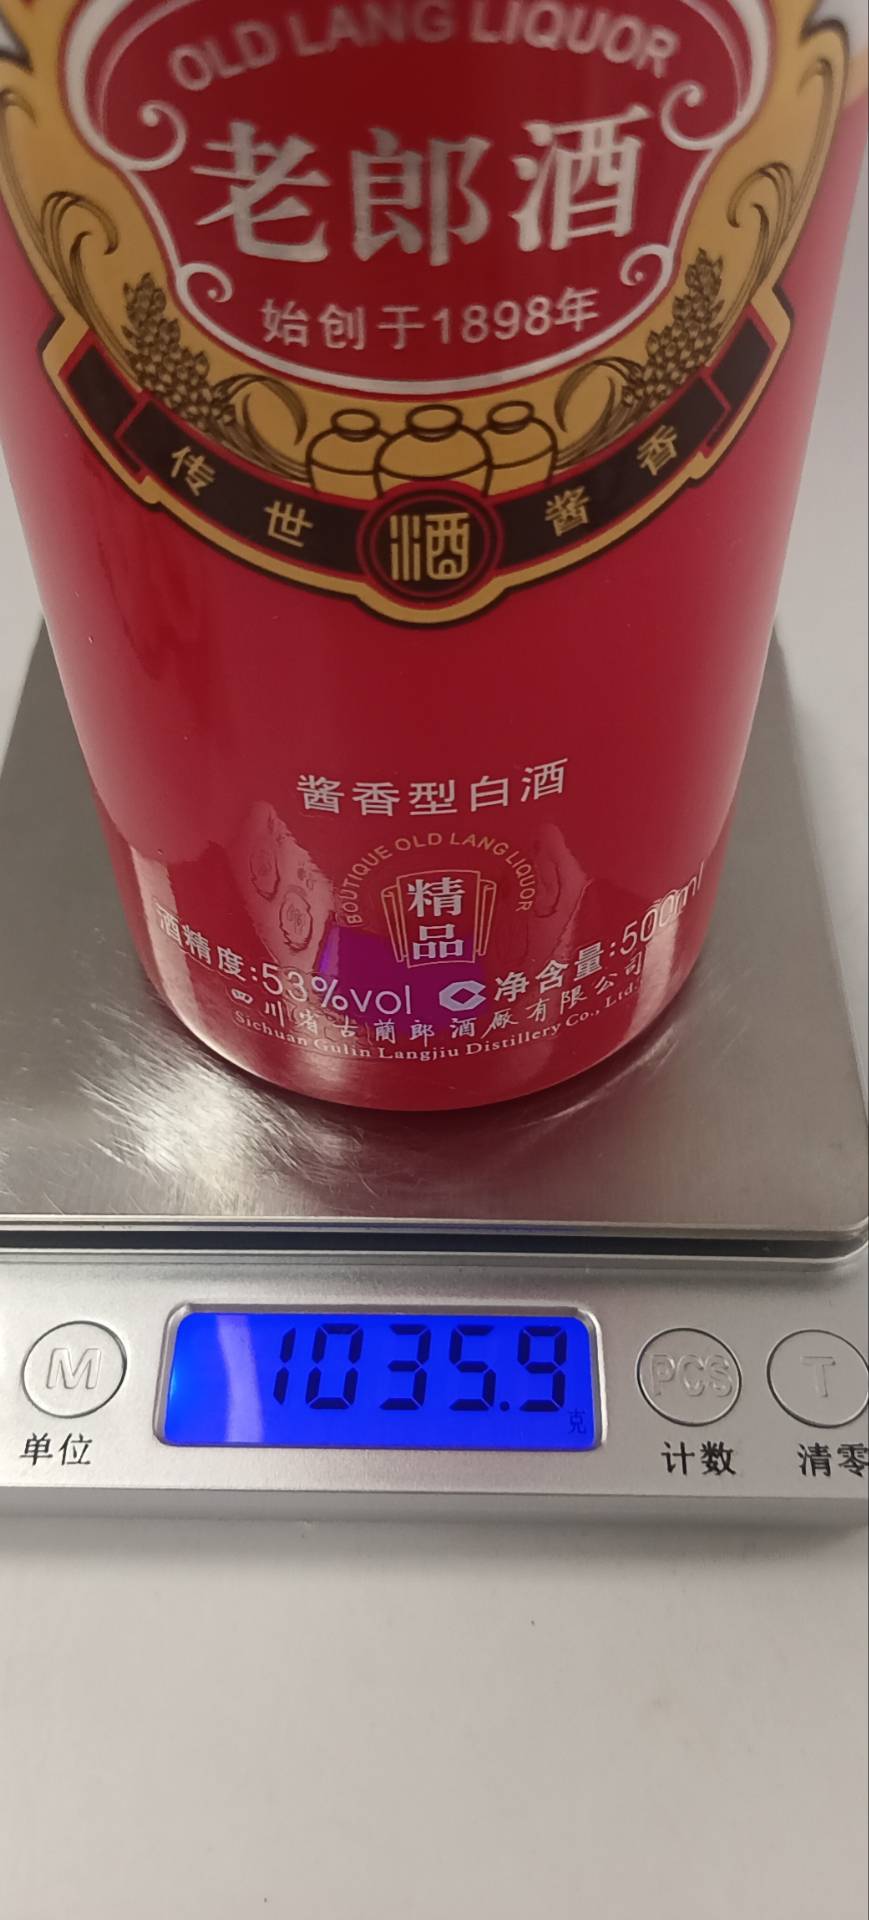 OLD LANG LIQUOR
老郎酒
始创于1898年
传世酒酱香
酱香型白酒
BOUTIQUE OLD LANG LIQUOR
精品
酒精度:53%vol 净含量:500ml
四川省古蔺郎酒厰有限公司
Sichuan Gulin Langjiu Distillery Co., Ltd.
1035.9
克
M PCS T
单位 计数 清零